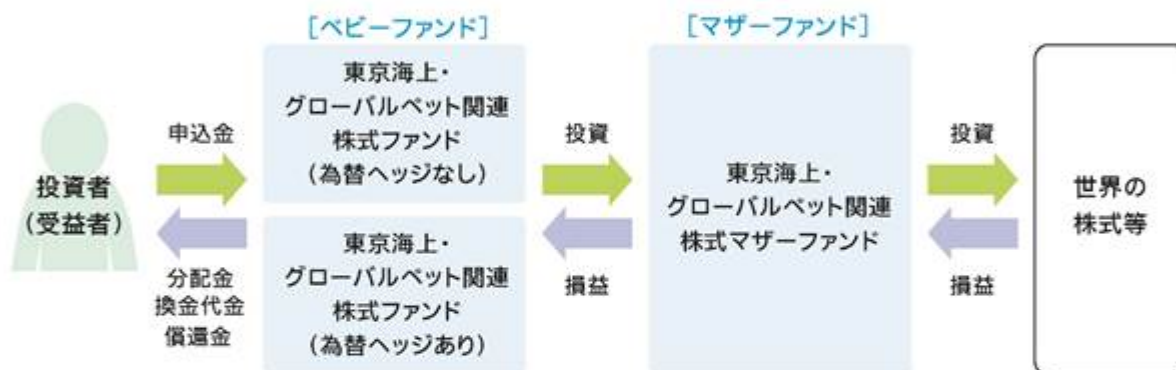 [ベビーファンド]
[マザーファンド]
投資者
(受益者)
申込金
分配金
換金代金
償還金
東京海上・
グローバルペット関連
株式ファンド
(為替ヘッジなし)
東京海上・
グローバルペット関連
株式ファンド
(為替ヘッジあり)
投資
損益
東京海上・
グローバルペット関連
株式マザーファンド
投資
損益
世界の
株式等